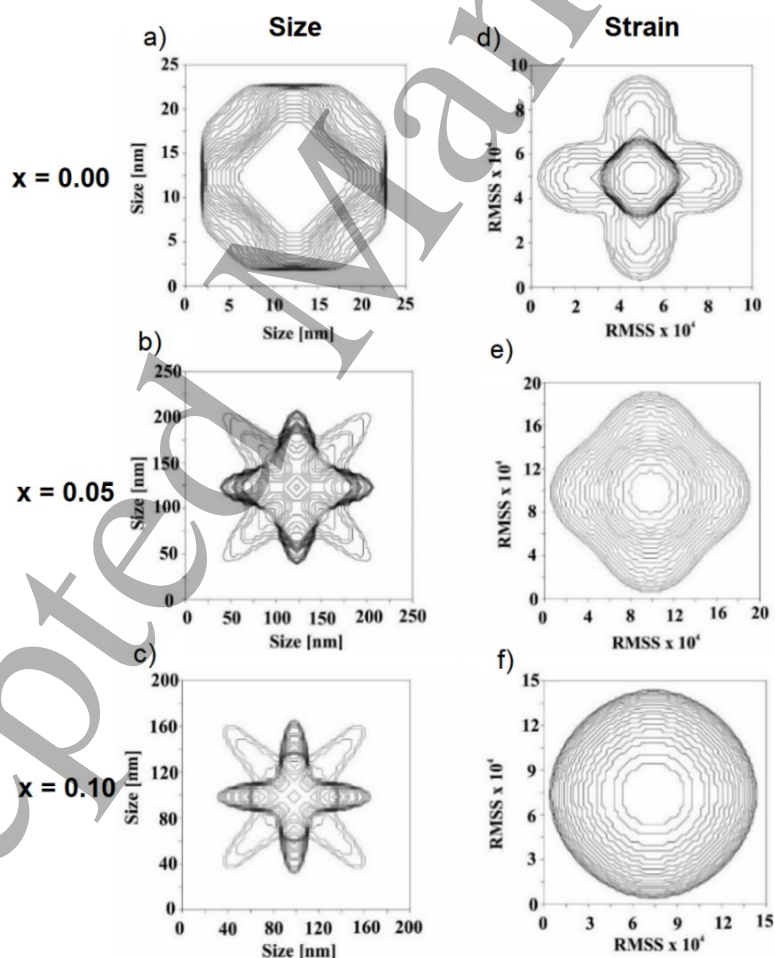 Size
Strain
a)
25
20
15
10
5
0
Size [nm]
0 5 10 15 20 25
Size [nm]
d)
10
8
6
4
2
0
RMSS x 10⁴
0 2 4 6 8 10
RMSS x 10⁴
x = 0.00
b)
250
200
150
100
50
0
Size [nm]
0 50 100 150 200 250
Size [nm]
e)
20
16
12
8
4
0
RMSS x 10⁴
0 4 8 12 16 20
RMSS x 10⁴
x = 0.05
c)
200
160
120
80
40
0
Size [nm]
0 40 80 120 160 200
Size [nm]
f)
15
12
9
6
3
0
RMSS x 10⁴
0 3 6 9 12 15
RMSS x 10⁴
x = 0.10
cepted Man